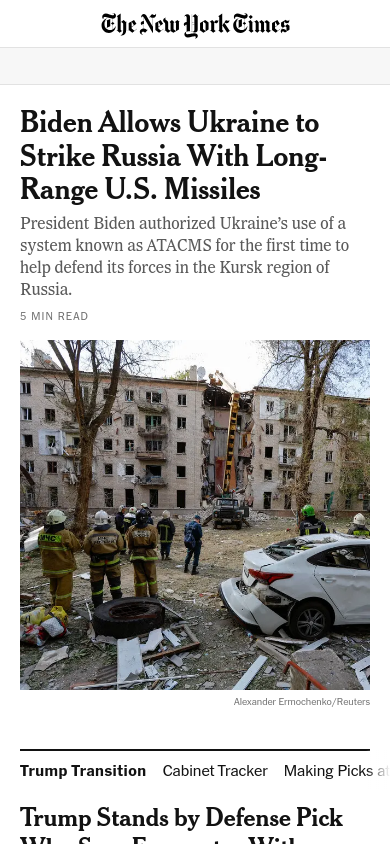 The New York Times
Biden Allows Ukraine to
Strike Russia With Long-
Range U.S. Missiles
President Biden authorized Ukraine's use of a
system known as ATACMS for the first time to
help defend its forces in the Kursk region of
Russia.
5 MIN READ
МЧС
Alexander Ermochenko/Reuters
Trump Transition Cabinet Tracker Making Picks at
Trump Stands by Defense Pick